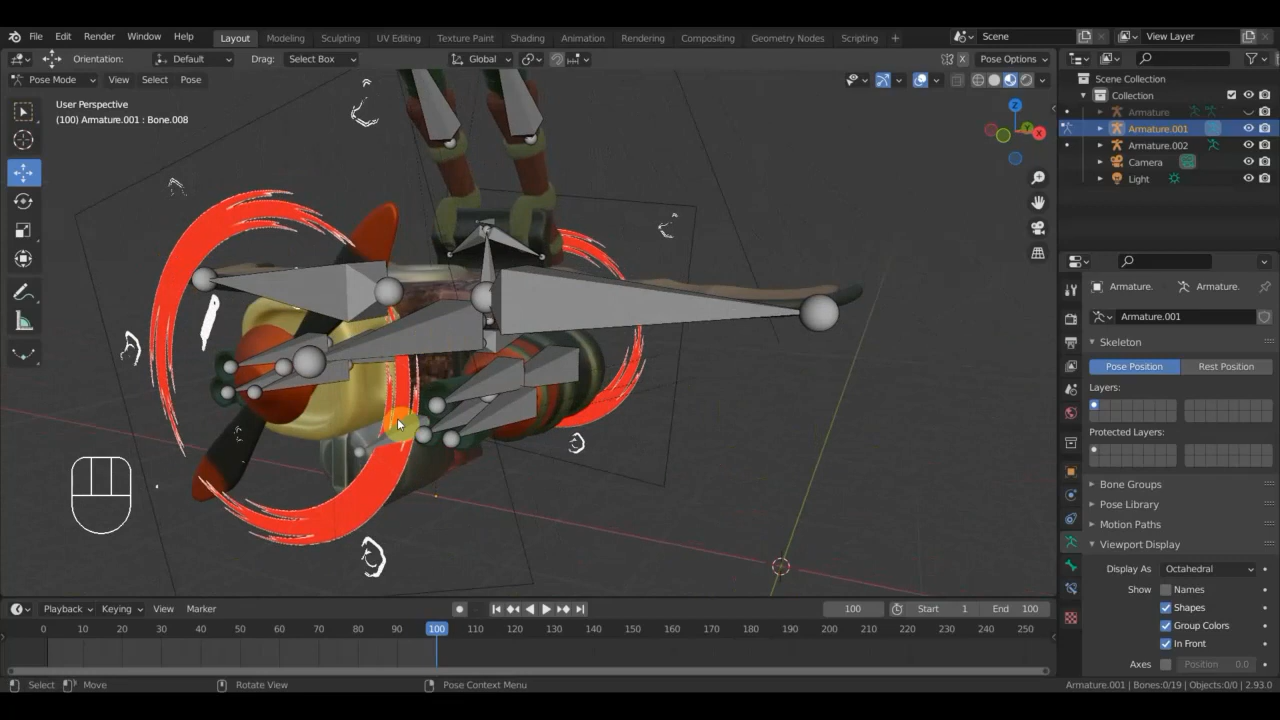 File Edit Render Window Help Layout Modeling Sculpting UV Editing Texture Paint Shading Animation Rendering Compositing Geometry Nodes Scripting + Scene View Layer
Orientation: Default Drag: Select Box Global X Pose Options
Pose Mode View Select Pose
User Perspective
(100) Armature.001 : Bone.008
Z
Y
X
Scene Collection
Collection
Armature
Armature.001
Armature.002
Camera
Light
Armature. Armature.
Armature.001
Skeleton
Pose Position Rest Position
Layers:
Protected Layers:
Bone Groups
Pose Library
Motion Paths
Viewport Display
Display As Octahedral
Show Names
Shapes
Group Colors
In Front
Axes Position 0.0
Playback Keying View Marker 100 Start 1 End 100
0 10 20 30 40 50 60 70 80 90 100 110 120 130 140 150 160 170 180 190 200 210 220 230 240 250
Select Move Rotate View Pose Context Menu Armature.001 | Bones:0/19 | Objects:0/0 | 2.93.0